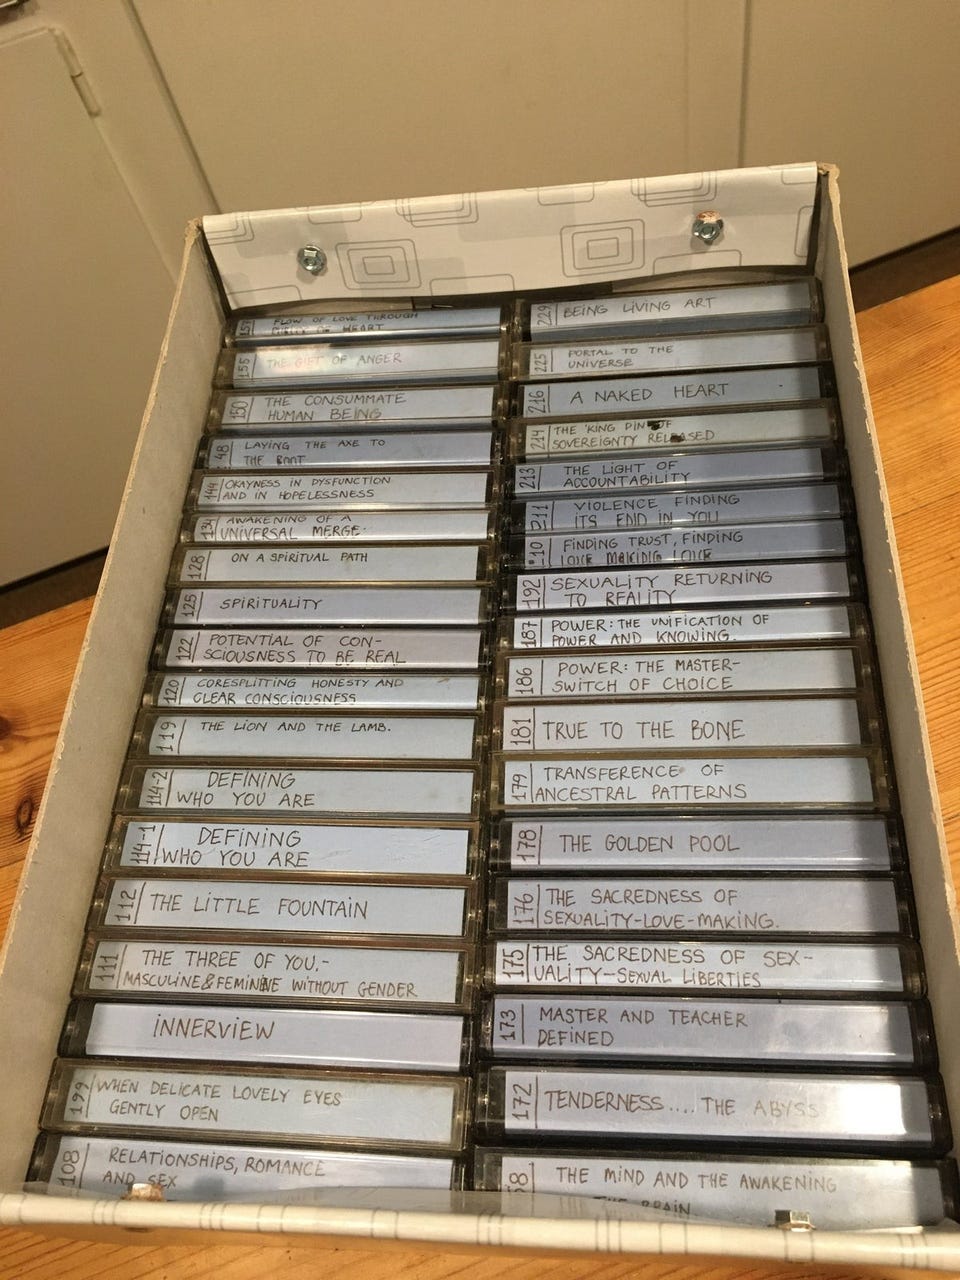 157 FLOW OF LOVE THROUGH
OF HEART
155 THE GIFT OF ANGER
150 THE CONSUMMATE
HUMAN BEING
148 LAYING THE AXE TO
THE ROOT
144 OKAYNESS IN DYSFUNCTION
AND IN HOPELESSNESS
134 AWAKENING OF A
UNIVERSAL MERGE.
128 ON A SPIRITUAL PATH
125 SPIRITUALITY
122 POTENTIAL OF CON-
SCIOUSNESS TO BE REAL
120 CORESPLITTING HONESTY AND
CLEAR CONSCIOUSNESS
119 THE LION AND THE LAMB.
114-2 DEFINING
WHO YOU ARE
114-1 DEFINING
WHO YOU ARE
112 THE LITTLE FOUNTAIN
111 THE THREE OF YOU.-
MASCULINE&FEMININE WITHOUT GENDER
INNERVIEW
199 WHEN DELICATE LOVELY EYES
GENTLY OPEN
108 RELATIONSHIPS, ROMANCE
AND SEX
229 BEING LIVING ART
225 PORTAL TO THE
UNIVERSE
216 A NAKED HEART
214 THE 'KING PIN OF
SOVEREIGNTY RELEASED
213 THE LIGHT OF
ACCOUNTABILITY
211 VIOLENCE FINDING
ITS END IN YOU
210 FINDING TRUST, FINDING
LOVE MAKING LOVE
192 SEXUALITY RETURNING
TO REALITY
187 POWER: THE UNIFICATION OF
POWER AND KNOWING.
186 POWER: THE MASTER-
SWITCH OF CHOICE
181 TRUE TO THE BONE
179 TRANSFERENCE OF
ANCESTRAL PATTERNS
178 THE GOLDEN POOL
176 THE SACREDNESS OF
SEXUALITY-LOVE-MAKING.
175 THE SACREDNESS OF SEX-
UALITY-SEXUAL LIBERTIES
173 MASTER AND TEACHER
DEFINED
172 TENDERNESS.... THE ABYSS
THE MIND AND THE AWAKENING
THE BRAIN